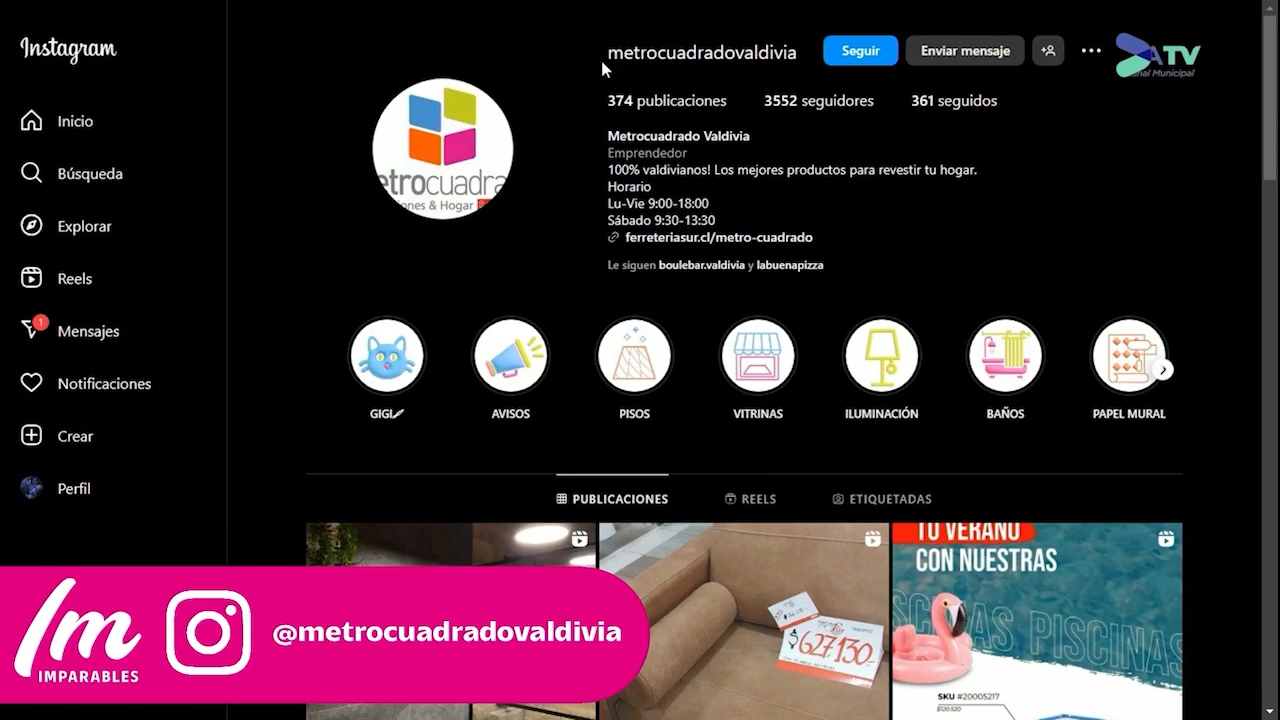 Instagram
metrocuadradovaldivia
Seguir
Enviar mensaje
ATV
Canal Municipal
374 publicaciones
3552 seguidores
361 seguidos
Metrocuadrado Valdivia
Emprendedor
100% valdivianos! Los mejores productos para revestir tu hogar.
Horario
Lu-Vie 9:00-18:00
Sábado 9:30-13:30
ferreteriasur.cl/metro-cuadrado
Le siguen boulebar.valdivia y labuenapizza
etrocuadra
ones & Hogar
Inicio
Búsqueda
Explorar
Reels
1
Mensajes
Notificaciones
Crear
Perfil
GIGI
AVISOS
PISOS
VITRINAS
ILUMINACIÓN
BAÑOS
PAPEL MURAL
PUBLICACIONES
REELS
ETIQUETADAS
TU VERANO
CON NUESTRAS
PISCINAS
$627.130.
SKU #20005217
$120.520
Im
IMPARABLES
@metrocuadradovaldivia